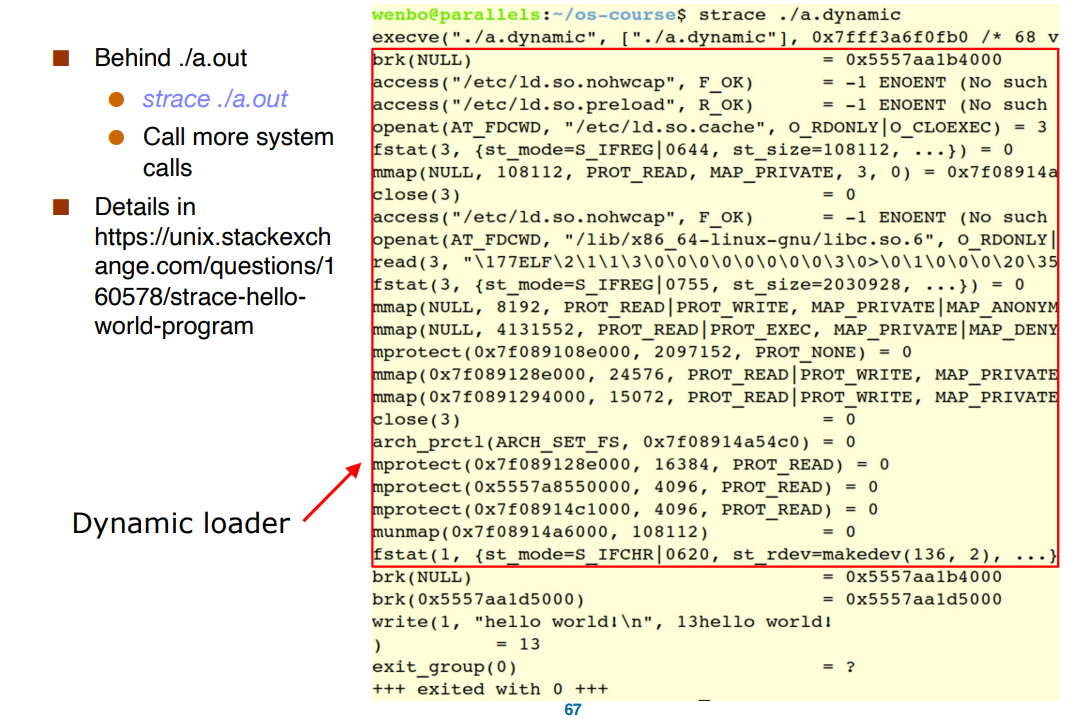 Behind ./a.out
strace ./a.out
Call more system
calls
Details in
https://unix.stackexch
ange.com/questions/1
60578/strace-hello-
world-program
Dynamic loader
wenbo@parallels:~/os-course$ strace ./a.dynamic
execve("./a.dynamic", ["./a.dynamic"], 0x7fff3a6f0fb0 /* 68 v
brk(NULL) = 0x5557aa1b4000
access("/etc/ld.so.nohwcap", F_OK) = -1 ENOENT (No such
access("/etc/ld.so.preload", R_OK) = -1 ENOENT (No such
openat(AT_FDCWD, "/etc/ld.so.cache", O_RDONLY|O_CLOEXEC) = 3
fstat(3, {st_mode=S_IFREG|0644, st_size=108112, ...}) = 0
mmap(NULL, 108112, PROT_READ, MAP_PRIVATE, 3, 0) = 0x7f08914a
close(3) = 0
access("/etc/ld.so.nohwcap", F_OK) = -1 ENOENT (No such
openat(AT_FDCWD, "/lib/x86_64-linux-gnu/libc.so.6", O_RDONLY|
read(3, "\177ELF\2\1\1\3\0\0\0\0\0\0\0\0\3\0>\0\1\0\0\0\20\35
fstat(3, {st_mode=S_IFREG|0755, st_size=2030928, ...}) = 0
mmap(NULL, 8192, PROT_READ|PROT_WRITE, MAP_PRIVATE|MAP_ANONYM
mmap(NULL, 4131552, PROT_READ|PROT_EXEC, MAP_PRIVATE|MAP_DENY
mprotect(0x7f089108e000, 2097152, PROT_NONE) = 0
mmap(0x7f089128e000, 24576, PROT_READ|PROT_WRITE, MAP_PRIVATE
mmap(0x7f0891294000, 15072, PROT_READ|PROT_WRITE, MAP_PRIVATE
close(3) = 0
arch_prctl(ARCH_SET_FS, 0x7f08914a54c0) = 0
mprotect(0x7f089128e000, 16384, PROT_READ) = 0
mprotect(0x5557a8550000, 4096, PROT_READ) = 0
mprotect(0x7f08914c1000, 4096, PROT_READ) = 0
munmap(0x7f08914a6000, 108112) = 0
fstat(1, {st_mode=S_IFCHR|0620, st_rdev=makedev(136, 2), ...}
brk(NULL) = 0x5557aa1b4000
brk(0x5557aa1d5000) = 0x5557aa1d5000
write(1, "hello world!\n", 13hello world!
) = 13
exit_group(0) = ?
+++ exited with 0 +++
67